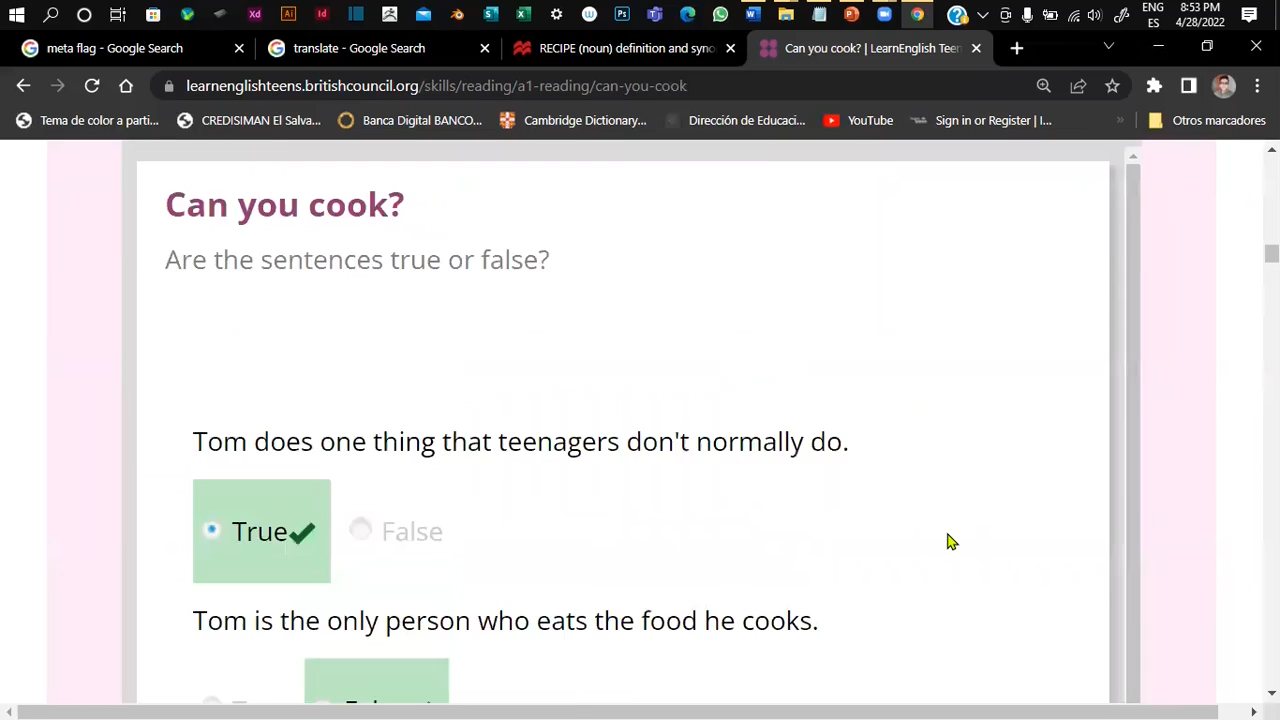 ENG 8:53 PM
ES 4/28/2022
meta flag - Google Search
translate - Google Search
RECIPE (noun) definition and syno
Can you cook? | LearnEnglish Teen
learnenglishteens.britishcouncil.org/skills/reading/a1-reading/can-you-cook
Tema de color a parti...
CREDISIMAN El Salva...
Banca Digital BANCO...
Cambridge Dictionary...
Dirección de Educaci...
YouTube
Sign in or Register | I...
»
Otros marcadores
Can you cook?
Are the sentences true or false?
Tom does one thing that teenagers don't normally do.
True False
Tom is the only person who eats the food he cooks.